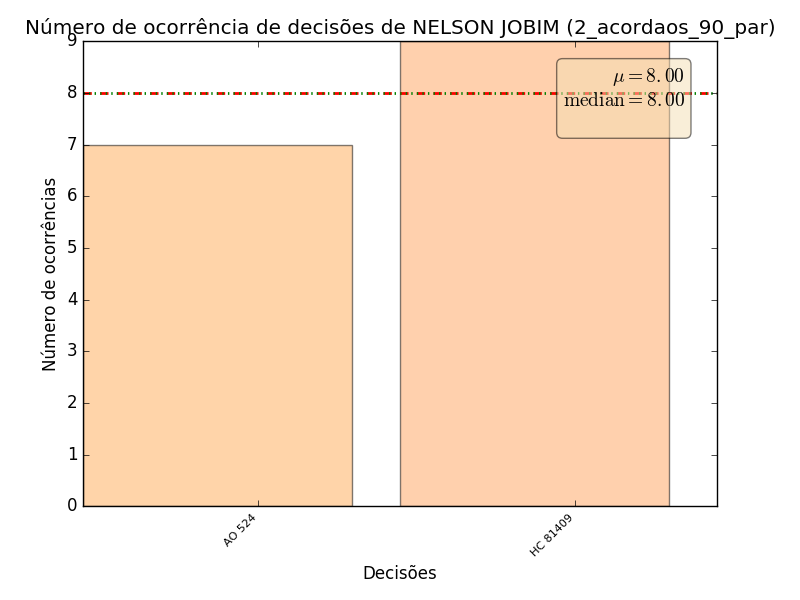 Número de ocorrência de decisões de NELSON JOBIM (2_acordaos_90_par)
9
8
7
6
5
4
3
2
1
0
Número de ocorrências
μ = 8.00
median = 8.00
AO 524
HC 81409
Decisões